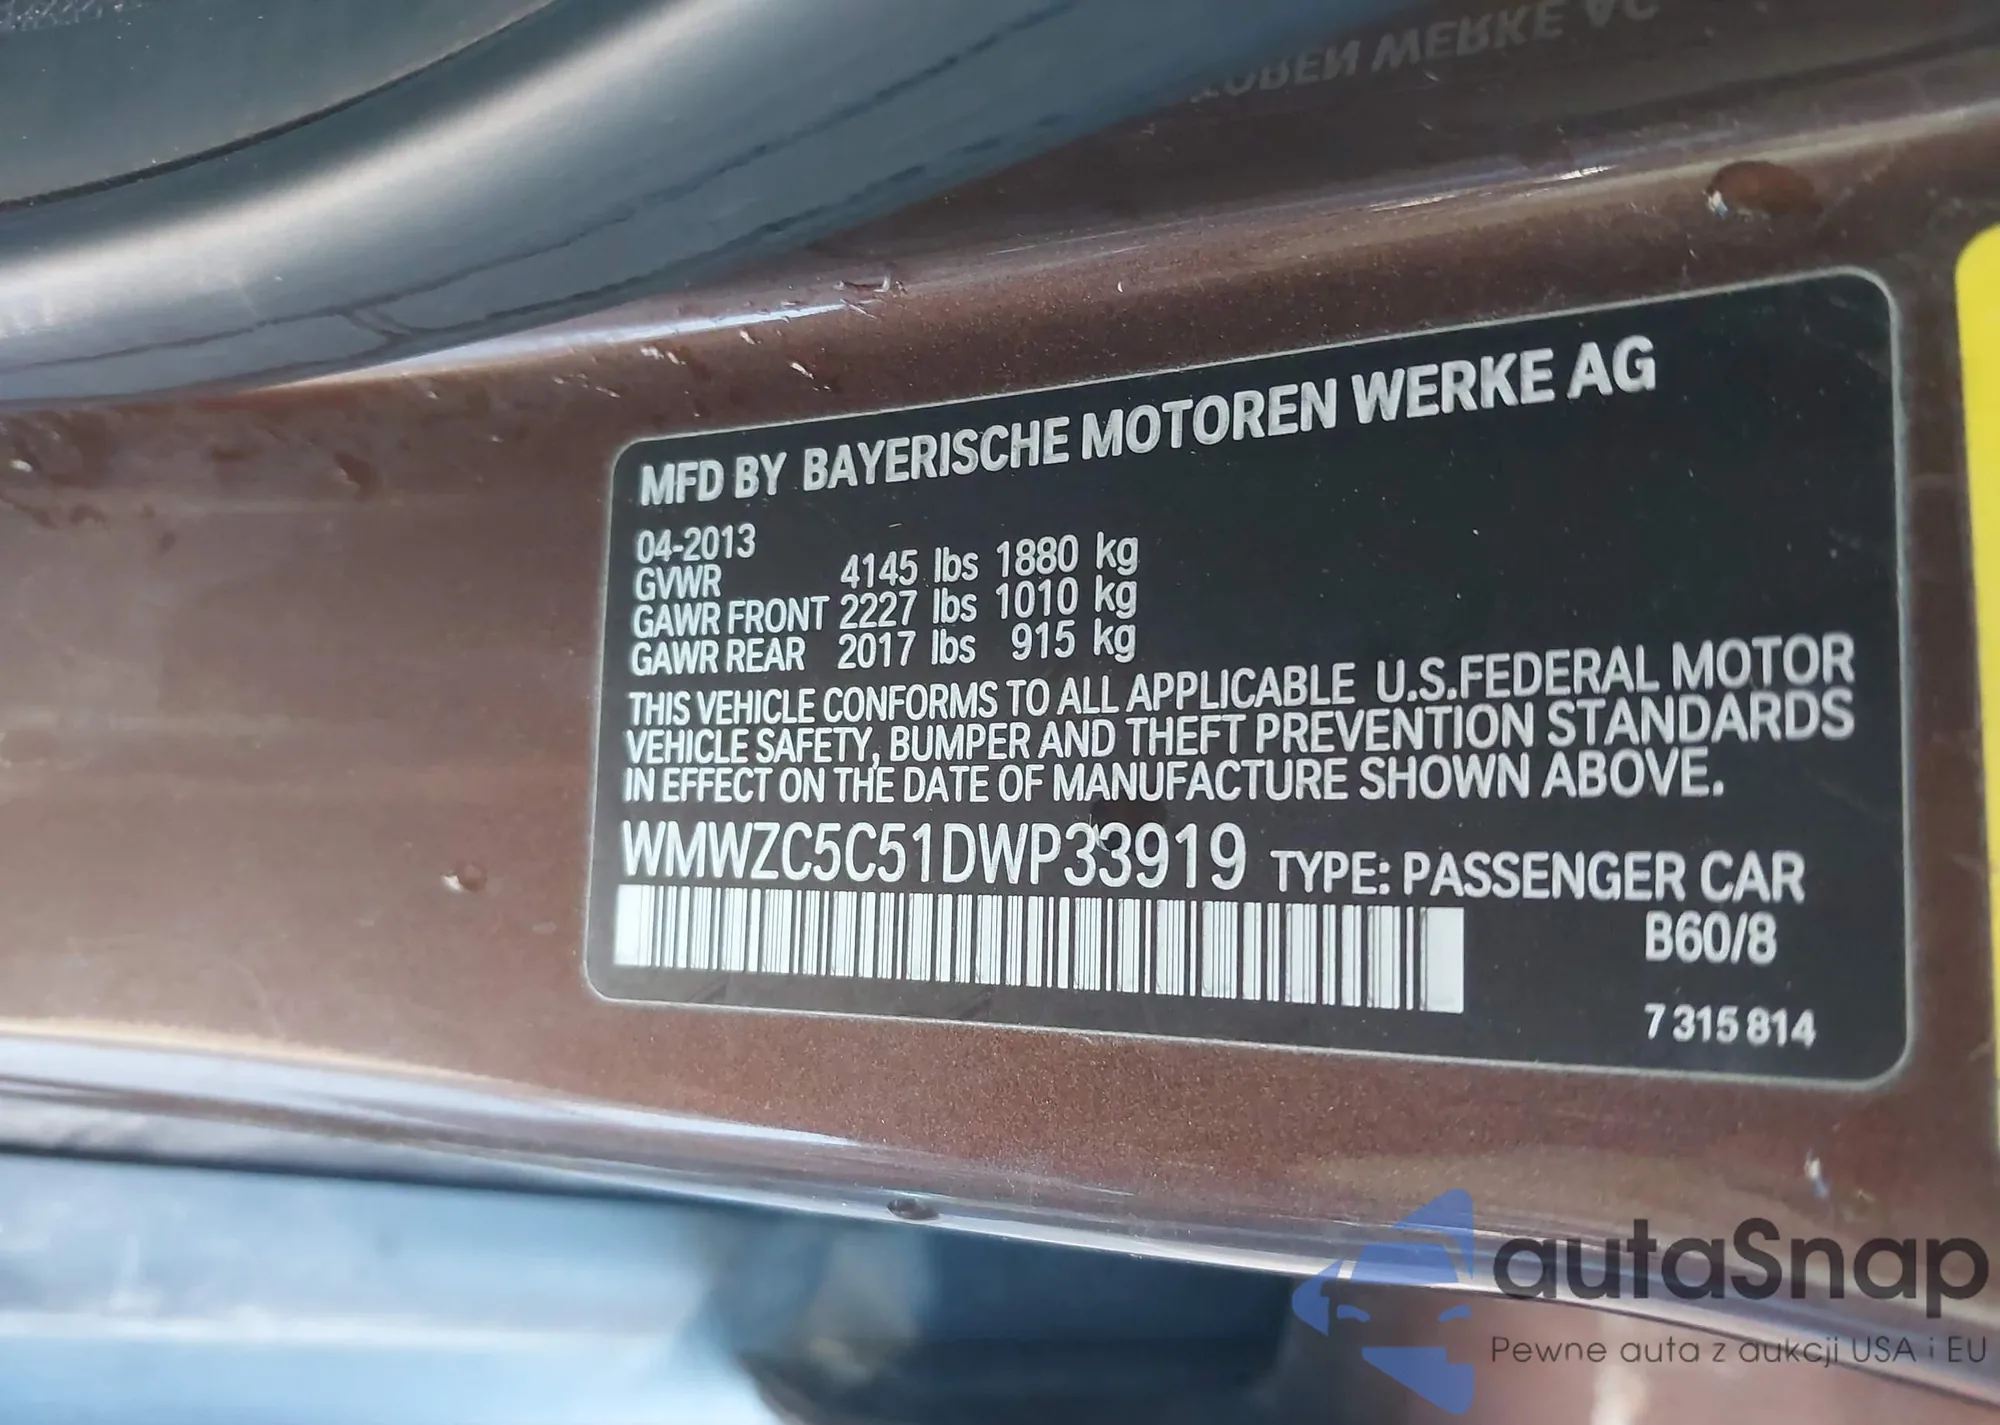 MFD BY BAYERISCHE MOTOREN WERKE AG
04-2013
GVWR 4145 lbs 1880 kg
GAWR FRONT 2227 lbs 1010 kg
GAWR REAR 2017 lbs 915 kg
THIS VEHICLE CONFORMS TO ALL APPLICABLE U.S.FEDERAL MOTOR
VEHICLE SAFETY, BUMPER AND THEFT PREVENTION STANDARDS
IN EFFECT ON THE DATE OF MANUFACTURE SHOWN ABOVE.
WMWZC5C51DWP33919 TYPE: PASSENGER CAR
B60/8
7 315 814
autaSnap
Pewne auta z aukcji USA i EU